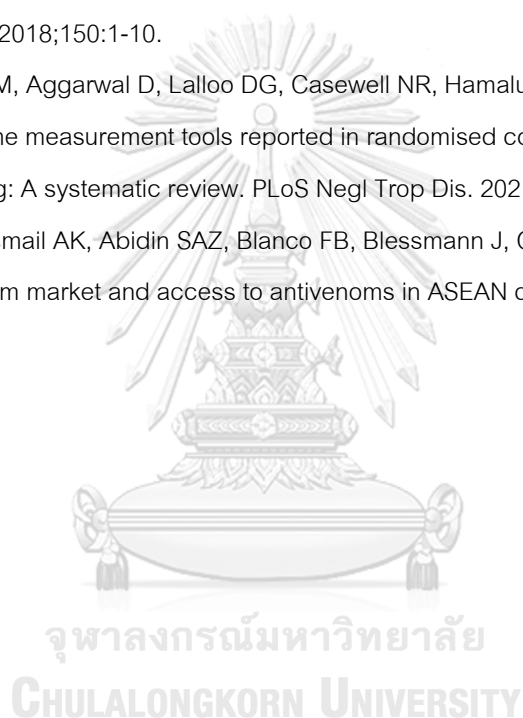 2018;150:1-10.
M, Aggarwal D, Lalloo DG, Casewell NR, Hamalu
ne measurement tools reported in randomised co
g: A systematic review. PLoS Negl Trop Dis. 202
smail AK, Abidin SAZ, Blanco FB, Blessmann J, C
m market and access to antivenoms in ASEAN c
จุฬาลงกรณ์มหาวิทยาลัย
CHULALONGKORN UNIVERSITY